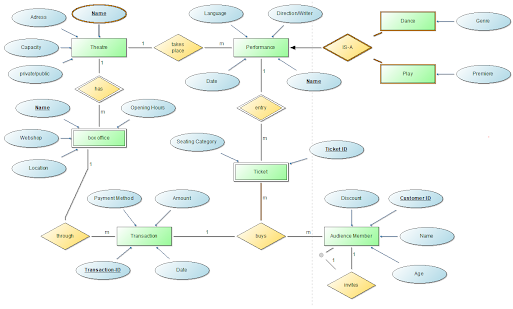 Adress
Name
Language
Direction/Writer
Dance
Genre
Capacity
Theatre
1
takes
place
m
Performance
IS-A
private/public
1
Date
1
Name
Play
Premiere
has
Name
m
Opening Hours
entry
Webshop
box office
m
Seating Category
Ticket ID
Location
1
Ticket
Payment Method
Amount
m
Discount
Customer ID
through
m
Transaction
1
buys
m
Audience Member
Name
Transaction ID
Date
1
1
Age
invites